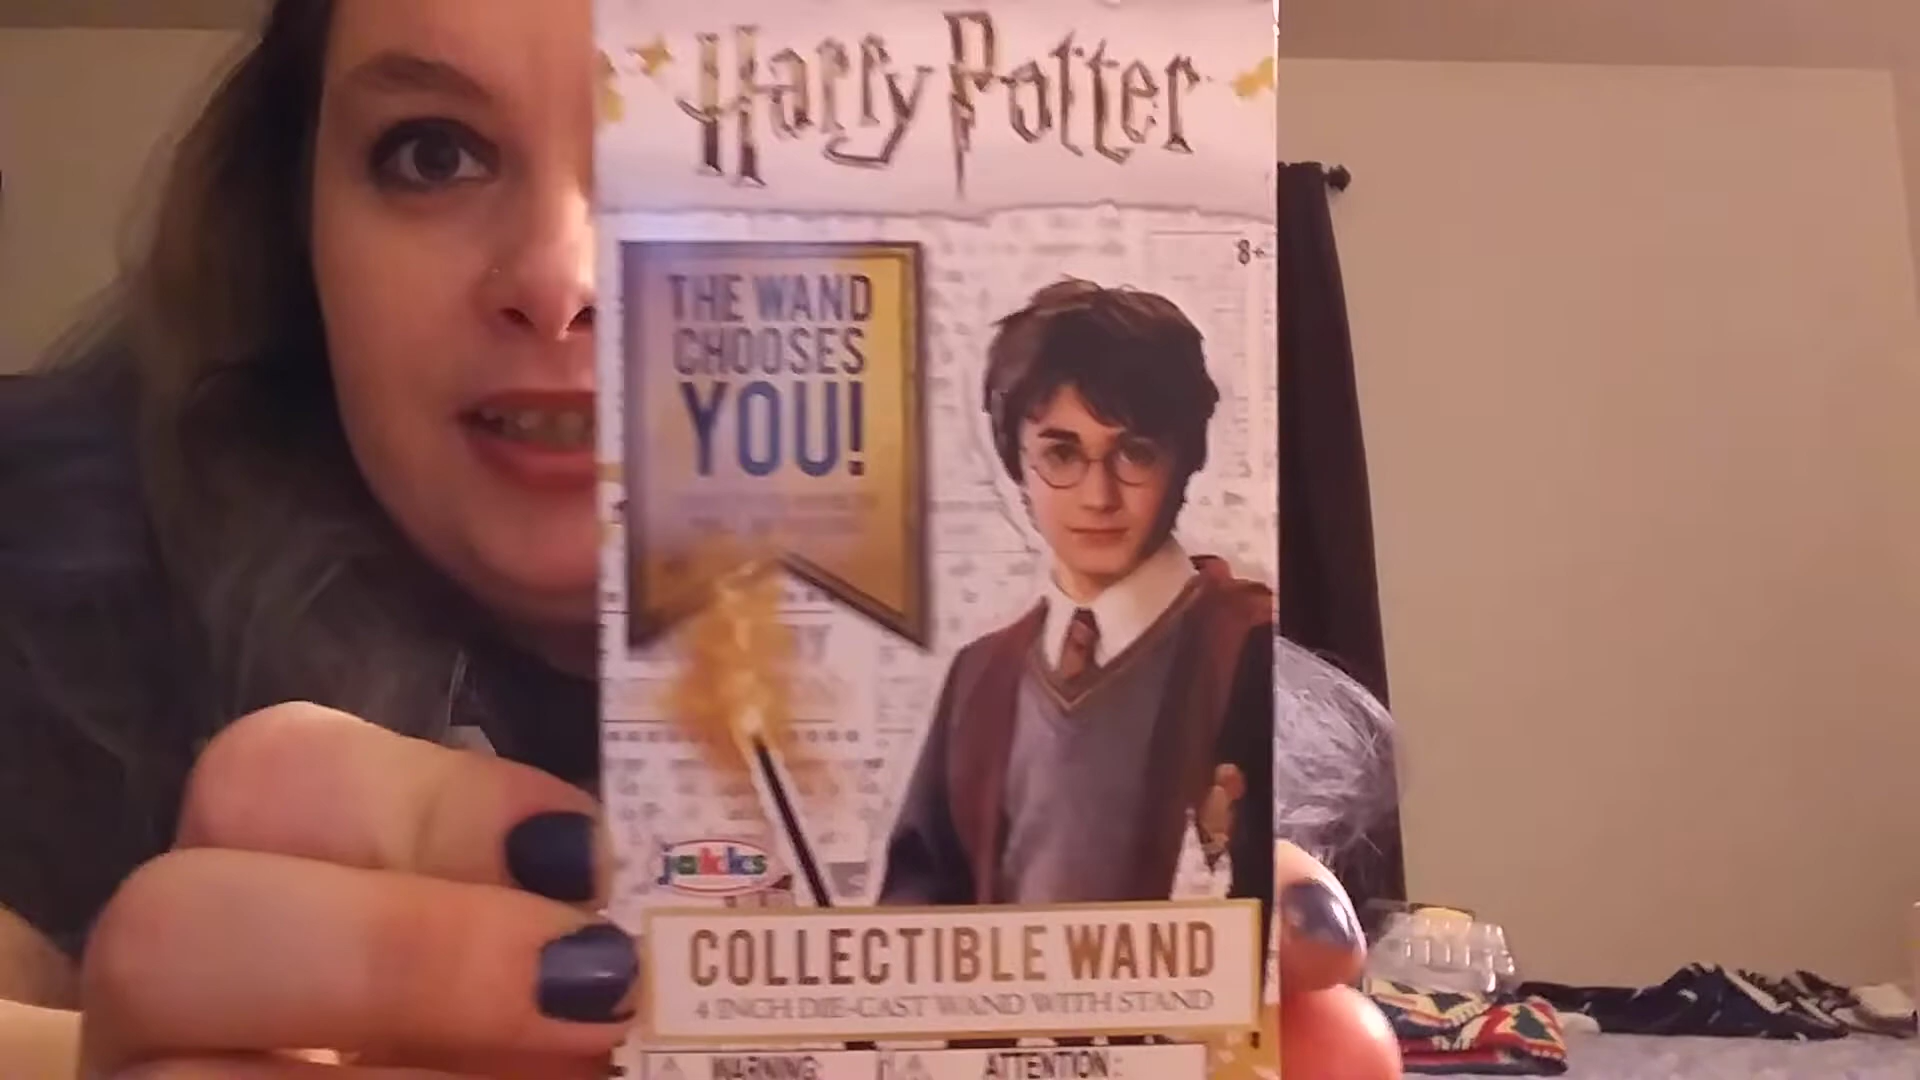 Harry Potter
8+
THE WAND
CHOOSES
YOU!
jakks
COLLECTIBLE WAND
4 INCH DIE-CAST WAND WITH STAND
WARNING:
ATTENTION: